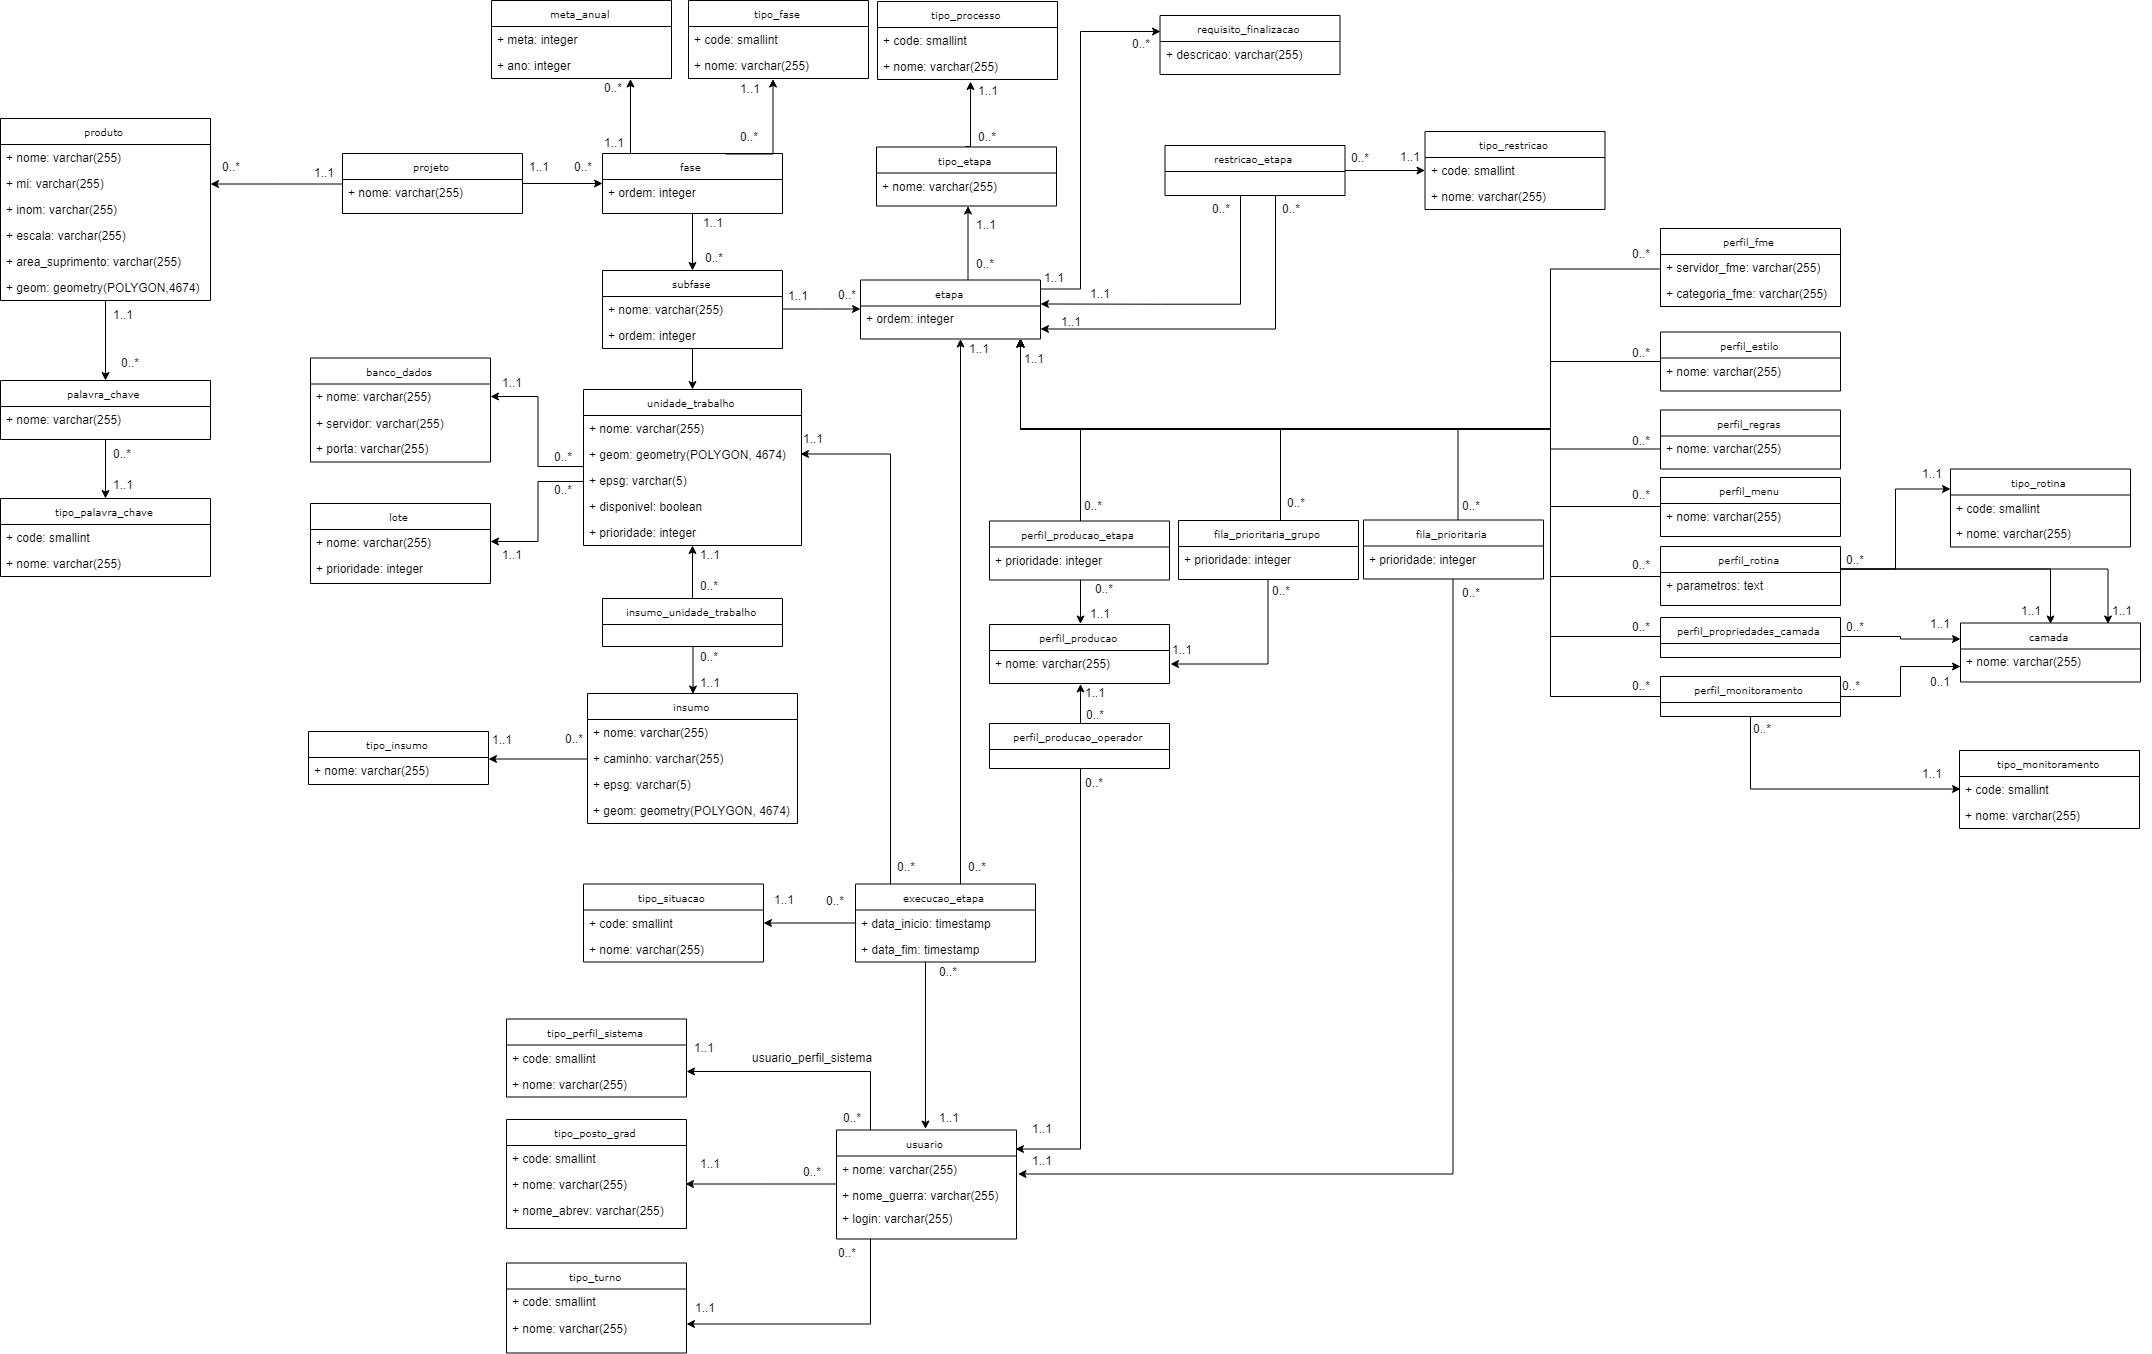 meta_anual
+ meta: integer
+ ano: integer
0..*
1..1
tipo_fase
+ code: smallint
+ nome: varchar(255)
1..1
0..*
tipo_processo
+ code: smallint
+ nome: varchar(255)
1..1
0..*
requisito_finalizacao
+ descricao: varchar(255)
0..*
produto
+ nome: varchar(255)
+ mi: varchar(255)
+ inom: varchar(255)
+ escala: varchar(255)
+ area_suprimento: varchar(255)
+ geom: geometry(POLYGON,4674)
0..*
1..1
projeto
+ nome: varchar(255)
1..1
0..*
fase
+ ordem: integer
1..1
0..*
tipo_etapa
+ nome: varchar(255)
1..1
0..*
restricao_etapa
0..*
1..1
0..*
0..*
tipo_restricao
+ code: smallint
+ nome: varchar(255)
1..1
0..*
subfase
+ nome: varchar(255)
+ ordem: integer
1..1
0..*
etapa
+ ordem: integer
1..1
1..1
1..1
1..1
1..1
perfil_fme
+ servidor_fme: varchar(255)
+ categoria_fme: varchar(255)
0..*
perfil_estilo
+ nome: varchar(255)
0..*
perfil_regras
+ nome: varchar(255)
0..*
perfil_menu
+ nome: varchar(255)
0..*
perfil_rotina
+ parametros: text
0..*
0..*
1..1
tipo_rotina
+ code: smallint
+ nome: varchar(255)
1..1
1..1
perfil_propriedades_camada
0..*
0..*
1..1
camada
+ nome: varchar(255)
perfil_monitoramento
0..*
0..*
0..1
0..*
1..1
tipo_monitoramento
+ code: smallint
+ nome: varchar(255)
palavra_chave
+ nome: varchar(255)
0..*
1..1
tipo_palavra_chave
+ code: smallint
+ nome: varchar(255)
banco_dados
+ nome: varchar(255)
+ servidor: varchar(255)
+ porta: varchar(255)
1..1
0..*
0..*
1..1
lote
+ nome: varchar(255)
+ prioridade: integer
unidade_trabalho
+ nome: varchar(255)
+ geom: geometry(POLYGON, 4674)
+ epsg: varchar(5)
+ disponivel: boolean
+ prioridade: integer
1..1
1..1
0..*
insumo_unidade_trabalho
0..*
1..1
insumo
+ nome: varchar(255)
+ caminho: varchar(255)
+ epsg: varchar(5)
+ geom: geometry(POLYGON, 4674)
1..1
0..*
tipo_insumo
+ nome: varchar(255)
0..*
perfil_producao_etapa
+ prioridade: integer
0..*
1..1
0..*
fila_prioritaria_grupo
+ prioridade: integer
0..*
1..1
0..*
fila_prioritaria
+ prioridade: integer
0..*
perfil_producao
+ nome: varchar(255)
1..1
0..*
perfil_producao_operador
0..*
0..*
0..*
tipo_situacao
+ code: smallint
+ nome: varchar(255)
1..1
0..*
execucao_etapa
+ data_inicio: timestamp
+ data_fim: timestamp
0..*
1..1
tipo_perfil_sistema
+ code: smallint
+ nome: varchar(255)
1..1
usuario_perfil_sistema
0..*
tipo_posto_grad
+ code: smallint
+ nome: varchar(255)
+ nome_abrev: varchar(255)
1..1
0..*
usuario
+ nome: varchar(255)
+ nome_guerra: varchar(255)
+ login: varchar(255)
1..1
1..1
0..*
1..1
tipo_turno
+ code: smallint
+ nome: varchar(255)